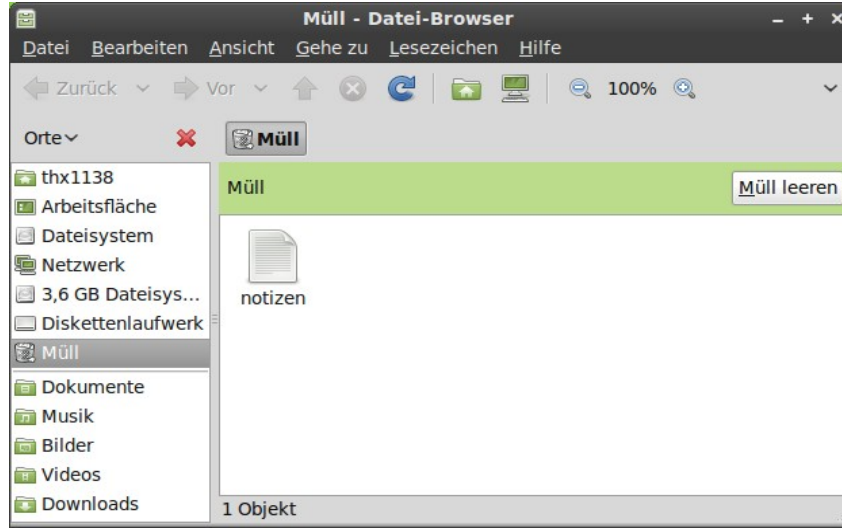 Müll - Datei-Browser
Datei Bearbeiten Ansicht Gehe zu Lesezeichen Hilfe
Zurück Vor 100%
Orte Müll
thx1138
Arbeitsfläche
Dateisystem
Netzwerk
3,6 GB Dateisys...
Diskettenlaufwerk
Müll
Dokumente
Musik
Bilder
Videos
Downloads
Müll Müll leeren
notizen
1 Objekt